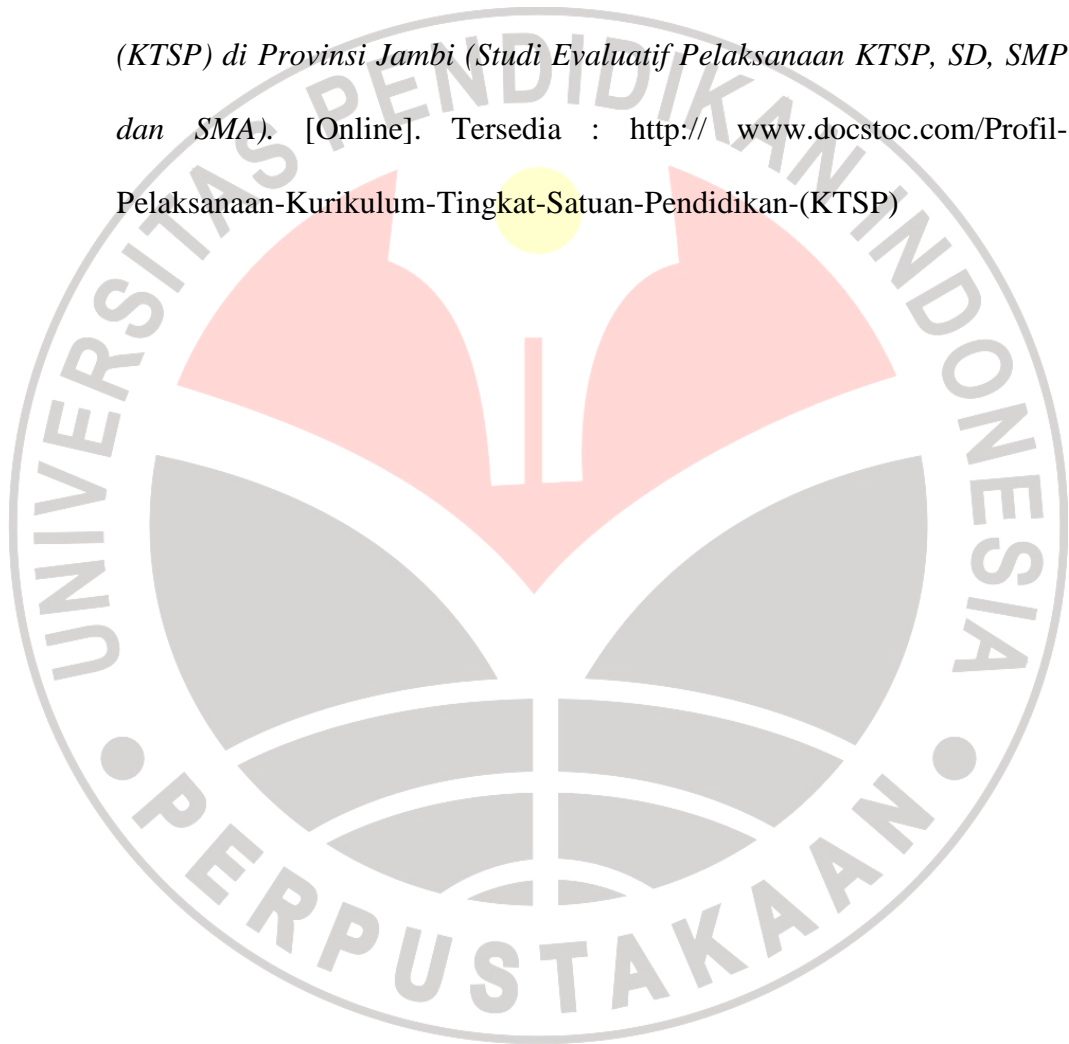 (KTSP) di Provinsi Jambi (Studi Evaluatif Pelaksanaan KTSP, SD, SMP
dan SMA). [Online]. Tersedia : http:// www.docstoc.com/Profil-
Pelaksanaan-Kurikulum-Tingkat-Satuan-Pendidikan-(KTSP)
UNIVERSITAS PENDIDIKAN INDONESIA
PERPUSTAKAAN